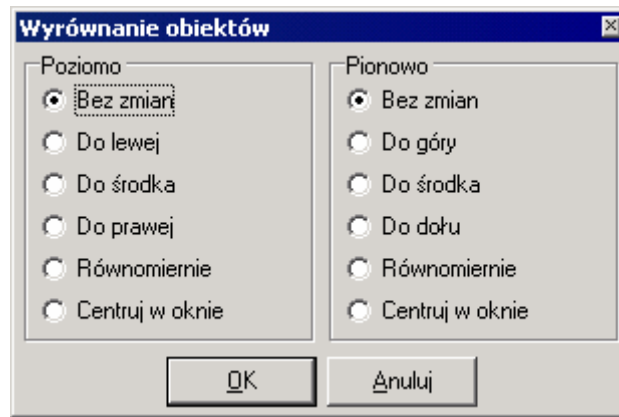 Wyrównanie obiektów
Poziomo
Bez zmian
Do lewej
Do środka
Do prawej
Równomiernie
Centruj w oknie
Pionowo
Bez zmian
Do góry
Do środka
Do dołu
Równomiernie
Centruj w oknie
OK
Anuluj